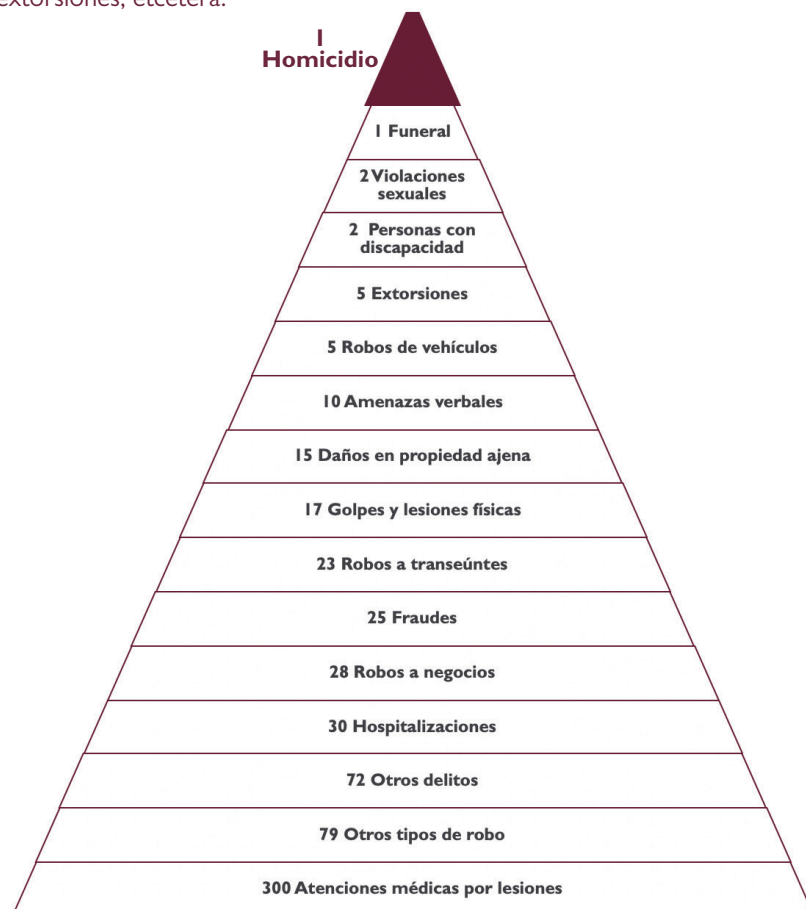 extorsiones, etcétera.
1
Homicidio
1 Funeral
2 Violaciones
sexuales
2 Personas con
discapacidad
5 Extorsiones
5 Robos de vehículos
10 Amenazas verbales
15 Daños en propiedad ajena
17 Golpes y lesiones físicas
23 Robos a transeúntes
25 Fraudes
28 Robos a negocios
30 Hospitalizaciones
72 Otros delitos
79 Otros tipos de robo
300 Atenciones médicas por lesiones